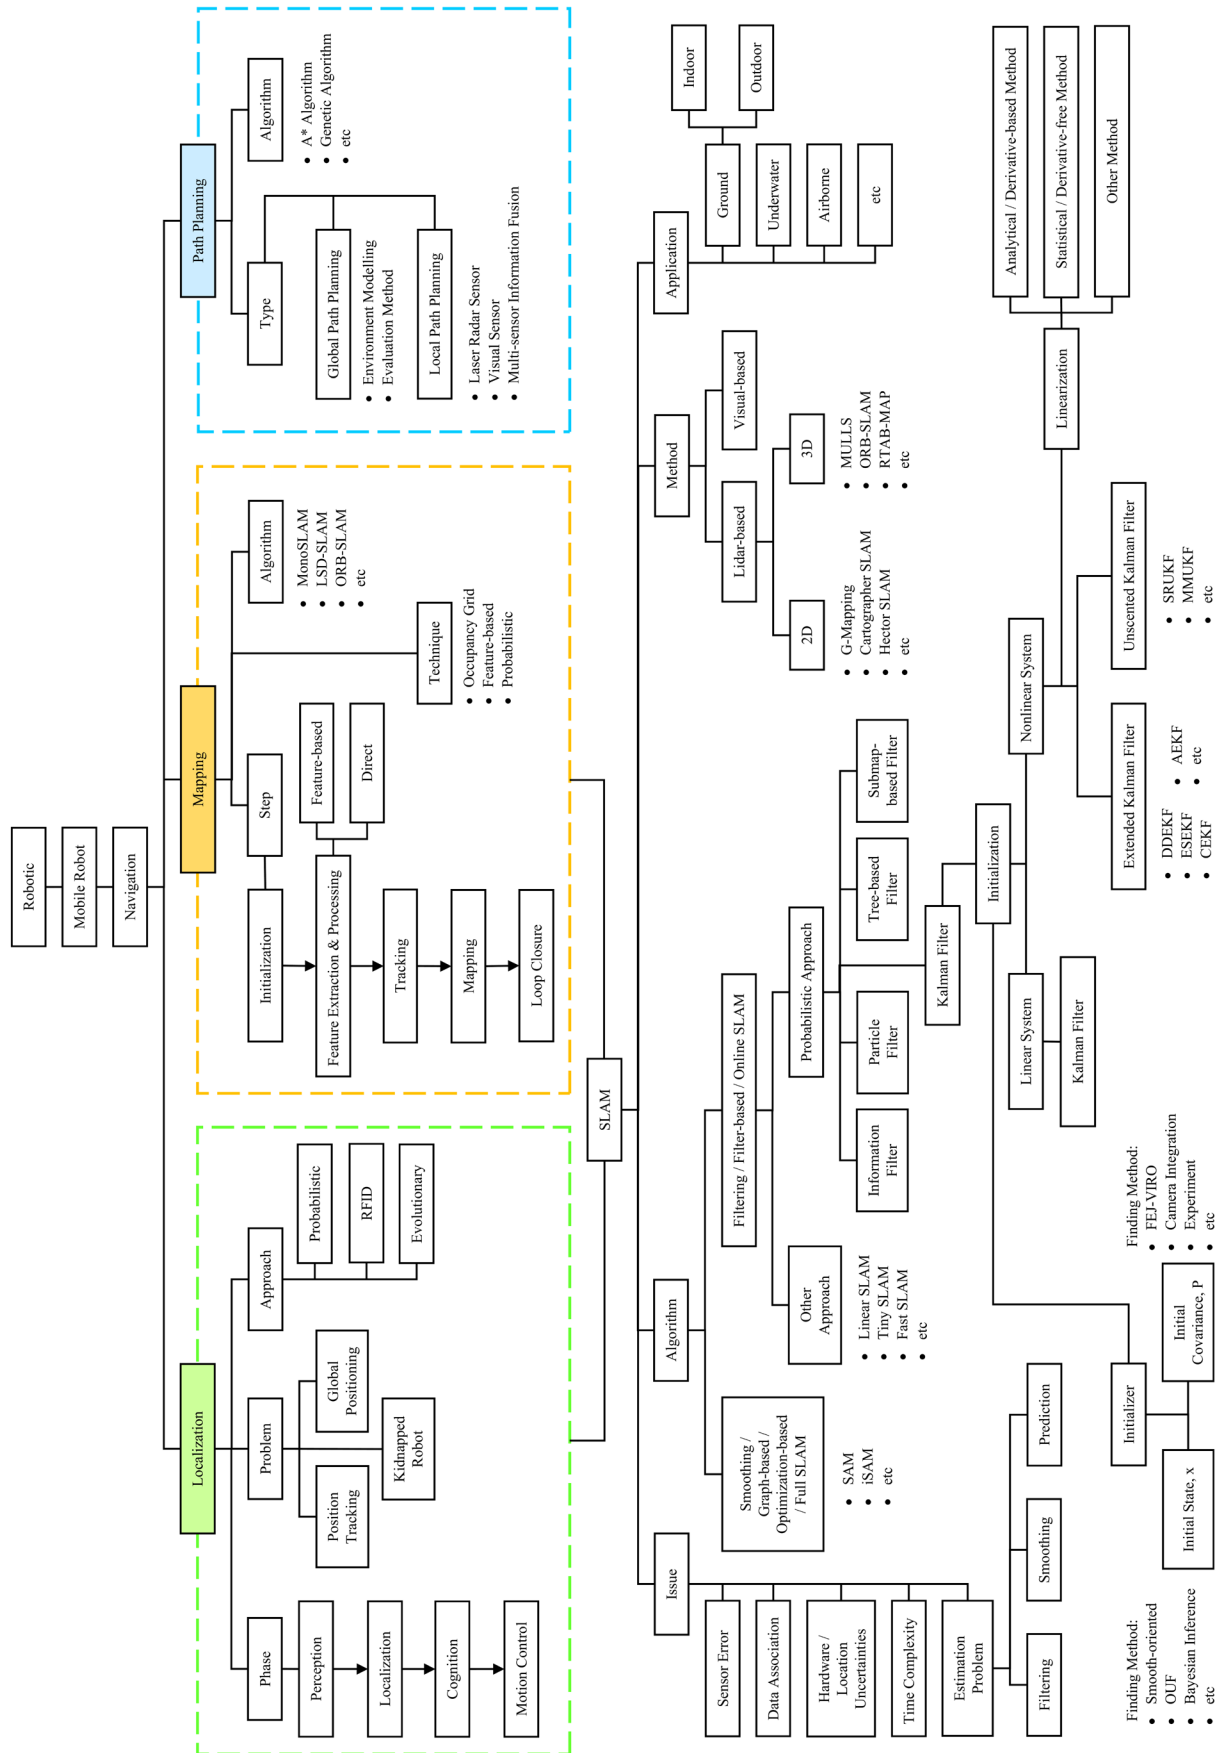 Robotic
Mobile Robot
Navigation
Localization
Mapping
Path Planning
Phase
Perception
Localization
Cognition
Motion Control
Problem
Position
Tracking
Global
Positioning
Kidnapped
Robot
Approach
Probabilistic
RFID
Evolutionary
Step
Initialization
Feature Extraction & Processing
Feature-based
Direct
Tracking
Mapping
Loop Closure
Technique
• Occupancy Grid
• Feature-based
• Probabilistic
Algorithm
• MonoSLAM
• LSD-SLAM
• ORB-SLAM
• etc
Type
Global Path Planning
• Environment Modelling
• Evaluation Method
Local Path Planning
• Laser Radar Sensor
• Visual Sensor
• Multi-sensor Information Fusion
Algorithm
• A* Algorithm
• Genetic Algorithm
• etc
SLAM
Issue
Sensor Error
Data Association
Hardware /
Location
Uncertainties
Time Complexity
Estimation
Problem
Filtering
Smoothing
Prediction
Algorithm
Smoothing /
Graph-based /
Optimization-based
/ Full SLAM
• SAM
• iSAM
• etc
Filtering / Filter-based / Online SLAM
Other
Approach
• Linear SLAM
• Tiny SLAM
• Fast SLAM
• etc
Probabilistic Approach
Information
Filter
Particle
Filter
Kalman Filter
Tree-based
Filter
Submap-
based Filter
Method
Lidar-based
Visual-based
2D
• G-Mapping
• Cartographer SLAM
• Hector SLAM
• etc
3D
• MULLS
• ORB-SLAM
• RTAB-MAP
• etc
Application
Ground
Indoor
Outdoor
Underwater
Airborne
etc
Initialization
Initializer
Initial State, x
Finding Method:
• Smooth-oriented
• OUF
• Bayesian Inference
• etc
Initial
Covariance, P
Finding Method:
• FEJ-VIRO
• Camera Integration
• Experiment
• etc
Linear System
Kalman Filter
Nonlinear System
Extended Kalman Filter
• DDEKF
• ESEKF
• CEKF
• AEKF
• etc
Unscented Kalman Filter
• SRUKF
• MMUKF
• etc
Linearization
Analytical / Derivative-based Method
Statistical / Derivative-free Method
Other Method